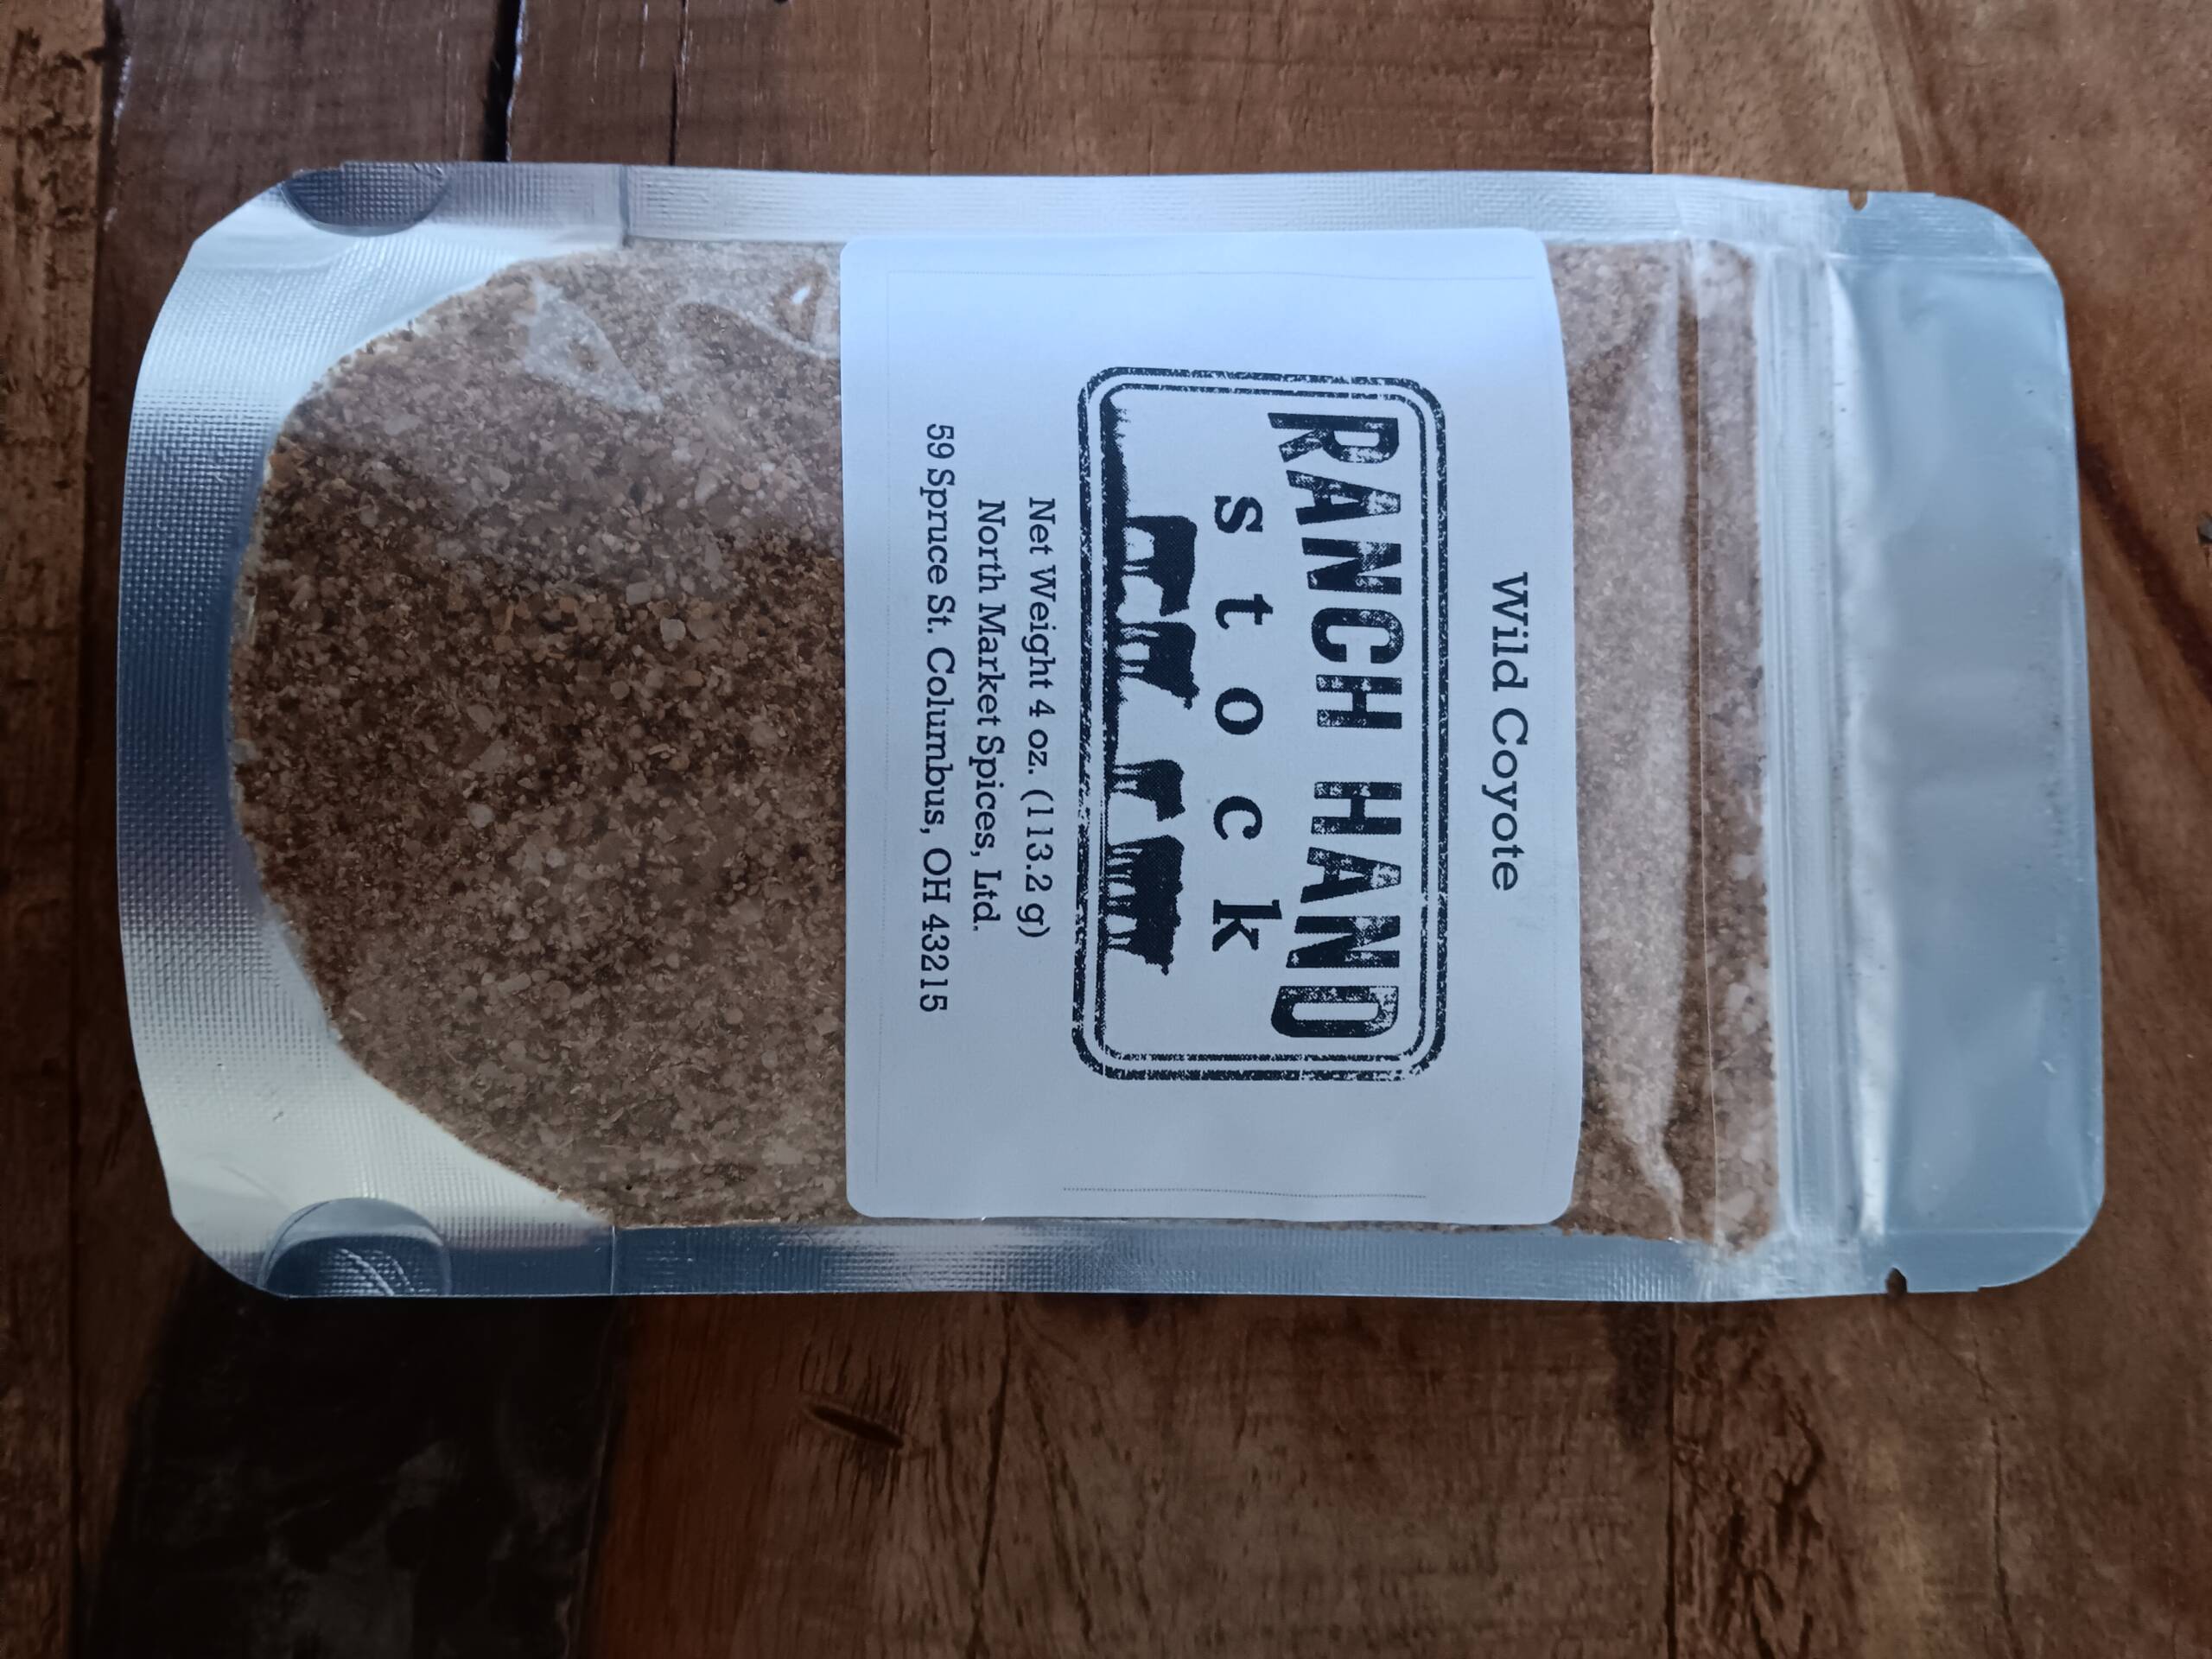 Wild Coyote
RANCH HAND
stock
Net Weight 4 oz. (113.2 g)
North Market Spices, Ltd.
59 Spruce St. Columbus, OH 43215